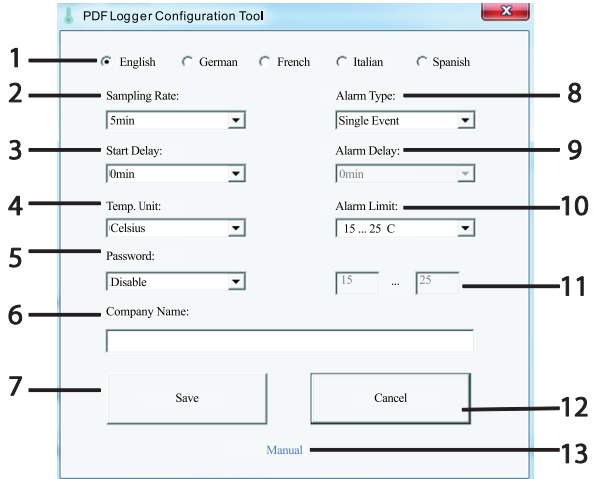 PDF Logger Configuration Tool
x
1 English German French Italian Spanish
2 Sampling Rate: Alarm Type: 8
5min Single Event
3 Start Delay: Alarm Delay: 9
0min 0min
4 Temp. Unit: Alarm Limit: 10
Celsius 15 ... 25 C
5 Password:
Disable 15 ... 25 11
6 Company Name:
7 Save Cancel 12
Manual 13